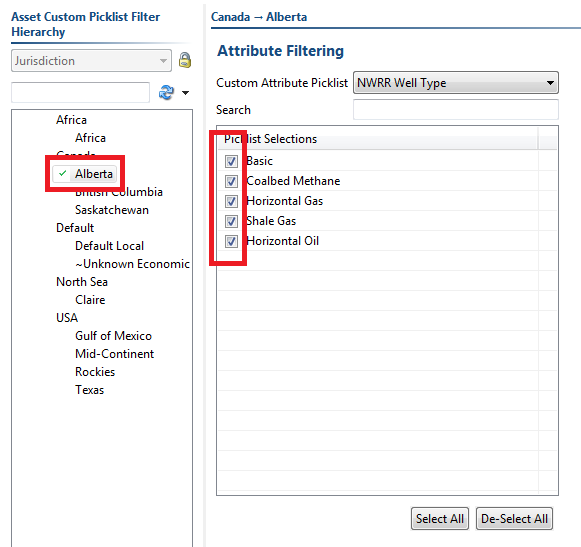 Asset Custom Picklist Filter
Hierarchy
Jurisdiction
Africa
Africa
Canada
Alberta
British Columbia
Saskatchewan
Default
Default Local
~Unknown Economic
North Sea
Claire
USA
Gulf of Mexico
Mid-Continent
Rockies
Texas
Canada → Alberta
Attribute Filtering
Custom Attribute Picklist NWRR Well Type
Search
Picklist Selections
Basic
Coalbed Methane
Horizontal Gas
Shale Gas
Horizontal Oil
Select All De-Select All